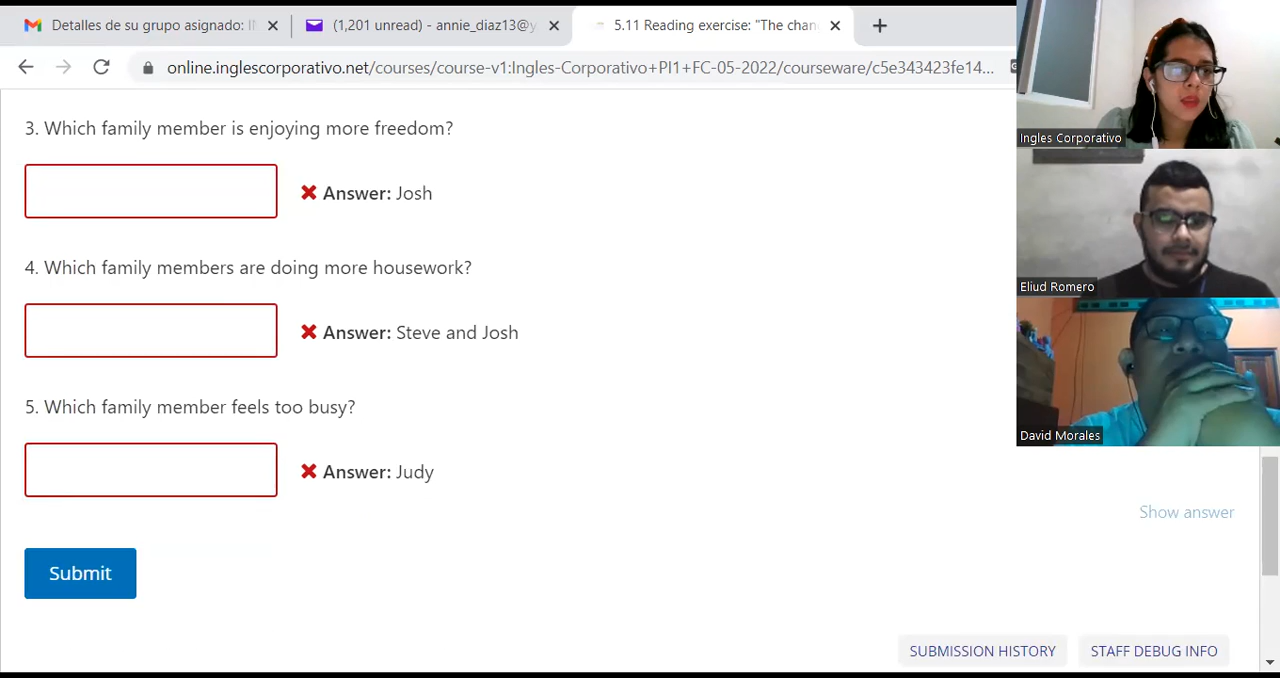 Detalles de su grupo asignado: I
(1,201 unread) - annie_diaz13@y
5.11 Reading exercise: "The chan
online.inglescorporativo.net/courses/course-v1:Ingles-Corporativo+PI1+FC-05-2022/courseware/c5e343423fe14...
3. Which family member is enjoying more freedom?
Answer: Josh
4. Which family members are doing more housework?
Answer: Steve and Josh
5. Which family member feels too busy?
Answer: Judy
Show answer
Submit
SUBMISSION HISTORY
STAFF DEBUG INFO
Ingles Corporativo
Eliud Romero
David Morales